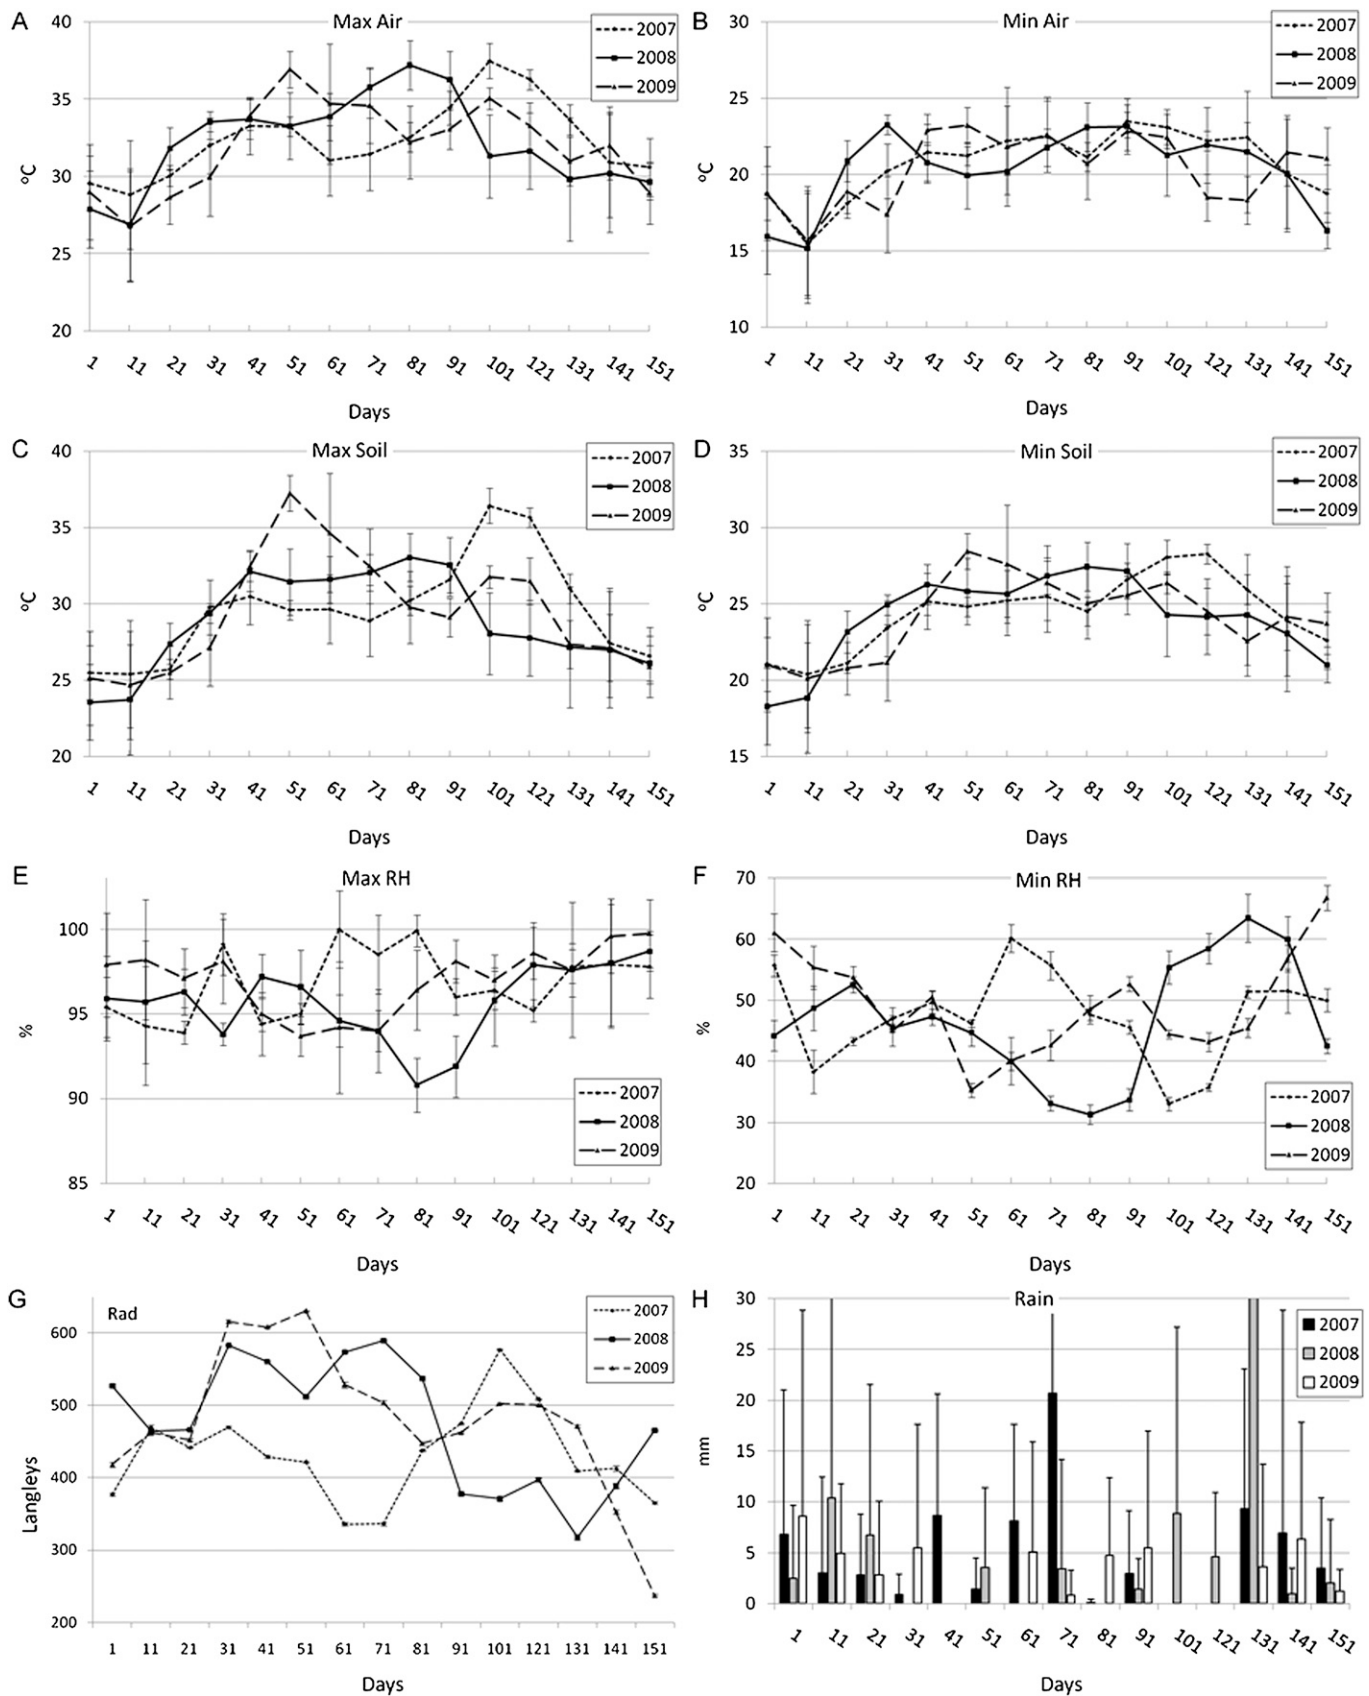 A
Max Air
40
35
30
25
20
°C
2007
2008
2009
1 11 21 31 41 51 61 71 81 91 101 121 131 141 151
Days
B
Min Air
30
25
20
15
10
°C
2007
2008
2009
1 11 21 31 41 51 61 71 81 91 101 121 131 141 151
Days
C
Max Soil
40
35
30
25
20
°C
2007
2008
2009
1 11 21 31 41 51 61 71 81 91 101 121 131 141 151
Days
D
Min Soil
35
30
25
20
15
°C
2007
2008
2009
1 11 21 31 41 51 61 71 81 91 101 121 131 141 151
Days
E
Max RH
100
95
90
85
%
2007
2008
2009
1 11 21 31 41 51 61 71 81 91 101 121 131 141 151
Days
F
Min RH
70
60
50
40
30
20
%
2007
2008
2009
1 11 21 31 41 51 61 71 81 91 101 121 131 141 151
Days
G
Rad
600
500
400
300
200
Langleys
2007
2008
2009
1 11 21 31 41 51 61 71 81 91 101 121 131 141 151
Days
H
Rain
30
25
20
15
10
5
0
mm
2007
2008
2009
1 11 21 31 41 51 61 71 81 91 101 121 131 141 151
Days